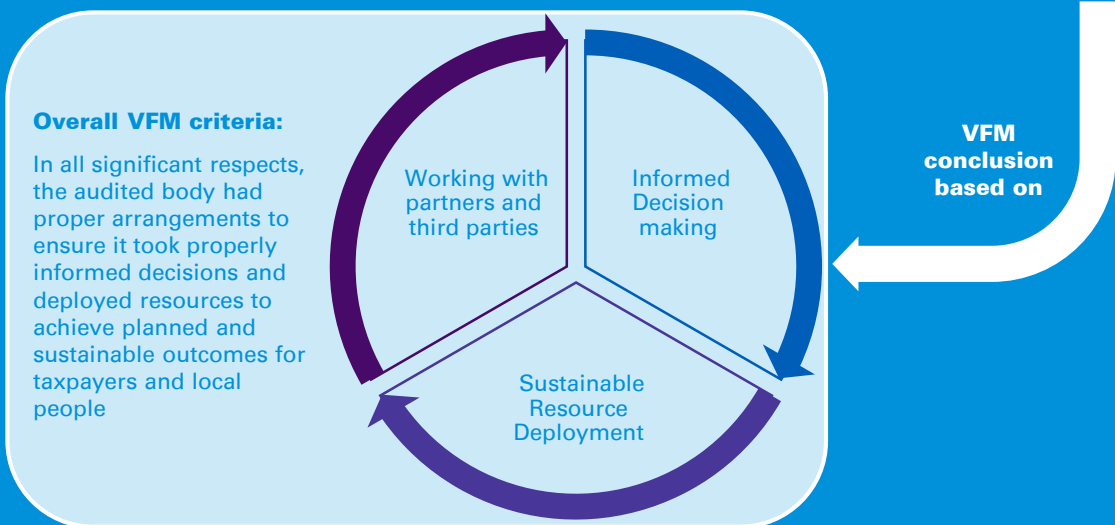 Overall VFM criteria:
In all significant respects,
the audited body had
proper arrangements to
ensure it took properly
informed decisions and
deployed resources to
achieve planned and
sustainable outcomes for
taxpayers and local
people
Working with
partners and
third parties
Informed
Decision
making
Sustainable
Resource
Deployment
VFM
conclusion
based on